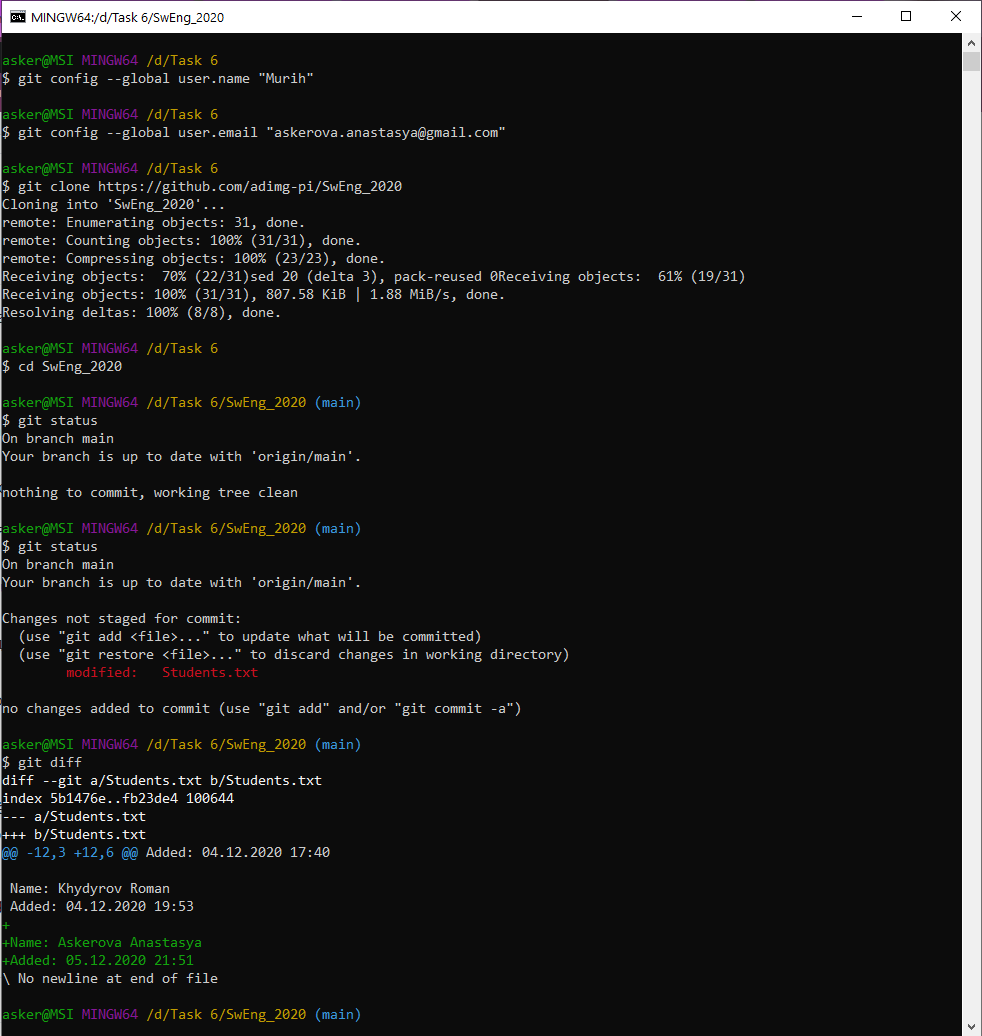 MINGW64:/d/Task 6/SwEng_2020
asker@MSI MINGW64 /d/Task 6
$ git config --global user.name "Murih"
asker@MSI MINGW64 /d/Task 6
$ git config --global user.email "askerova.anastasya@gmail.com"
asker@MSI MINGW64 /d/Task 6
$ git clone https://github.com/adimg-pi/SwEng_2020
Cloning into 'SwEng_2020'...
remote: Enumerating objects: 31, done.
remote: Counting objects: 100% (31/31), done.
remote: Compressing objects: 100% (23/23), done.
Receiving objects:  70% (22/31)sed 20 (delta 3), pack-reused 0Receiving objects:  61% (19/31)
Receiving objects: 100% (31/31), 807.58 KiB | 1.88 MiB/s, done.
Resolving deltas: 100% (8/8), done.
asker@MSI MINGW64 /d/Task 6
$ cd SwEng_2020
asker@MSI MINGW64 /d/Task 6/SwEng_2020 (main)
$ git status
On branch main
Your branch is up to date with 'origin/main'.
nothing to commit, working tree clean
asker@MSI MINGW64 /d/Task 6/SwEng_2020 (main)
$ git status
On branch main
Your branch is up to date with 'origin/main'.
Changes not staged for commit:
  (use "git add <file>..." to update what will be committed)
  (use "git restore <file>..." to discard changes in working directory)
        modified:   Students.txt
no changes added to commit (use "git add" and/or "git commit -a")
asker@MSI MINGW64 /d/Task 6/SwEng_2020 (main)
$ git diff
diff --git a/Students.txt b/Students.txt
index 5b1476e..fb23de4 100644
--- a/Students.txt
+++ b/Students.txt
@@ -12,3 +12,6 @@ Added: 04.12.2020 17:40
 Name: Khydyrov Roman
 Added: 04.12.2020 19:53
+
+Name: Askerova Anastasya
+Added: 05.12.2020 21:51
\ No newline at end of file
asker@MSI MINGW64 /d/Task 6/SwEng_2020 (main)